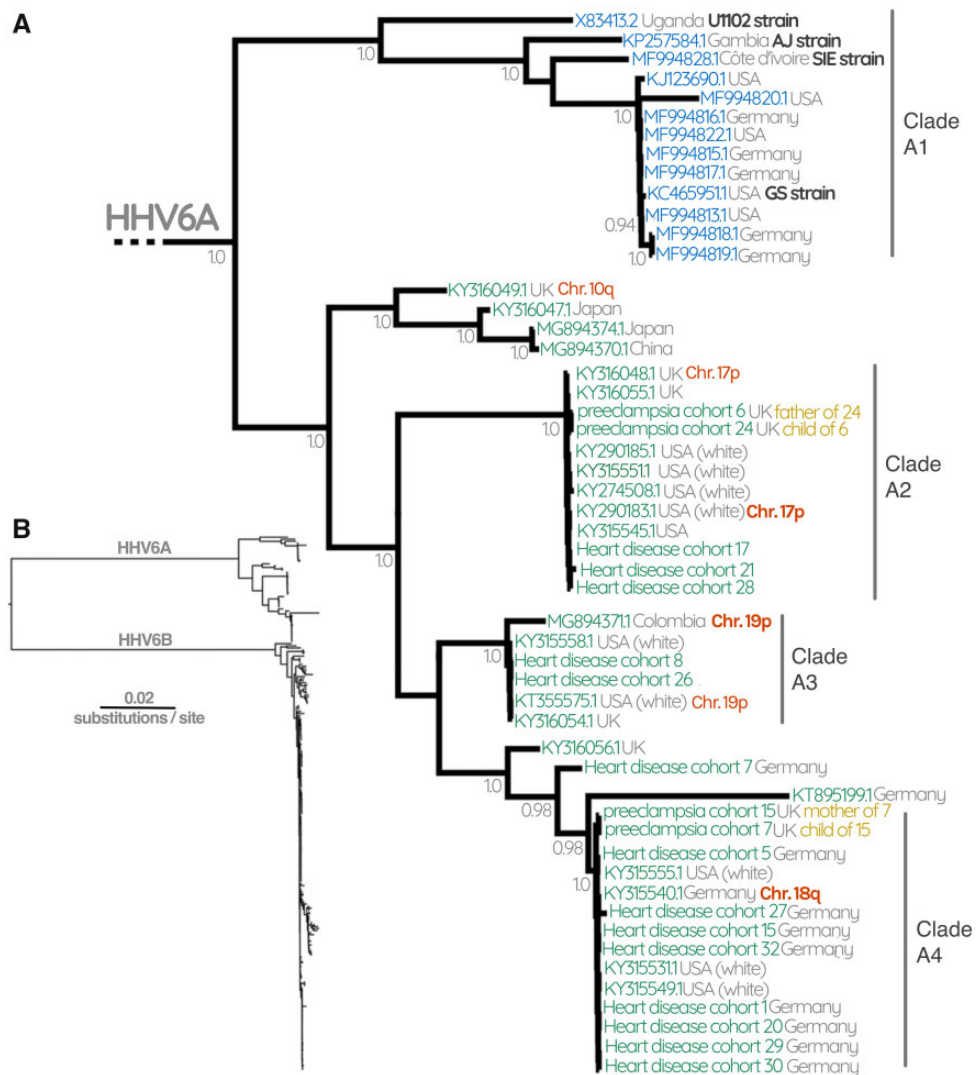 A
X83413.2 Uganda U1102 strain
KP257584.1 Gambia AJ strain
MF994828.1 Côte d'ivoire SIE strain
KJ123690.1 USA
MF994820.1 USA
MF994816.1 Germany
MF994822.1 USA
MF994815.1 Germany
MF994817.1 Germany
KC465951.1 USA GS strain
MF994813.1 USA
MF994818.1 Germany
MF994819.1 Germany
1.0
1.0
1.0
0.94
1.0
Clade
A1
HHV6A
1.0
KY316049.1 UK Chr. 10q
KY316047.1 Japan
MG894374.1 Japan
MG894370.1 China
1.0
1.0
1.0
1.0
KY316048.1 UK Chr. 17p
KY316055.1 UK
preeclampsia cohort 6 UK father of 24
preeclampsia cohort 24 UK child of 6
KY290185.1 USA (white)
KY315551.1 USA (white)
KY274508.1 USA (white)
KY290183.1 USA (white) Chr. 17p
KY315545.1 USA
Heart disease cohort 17
Heart disease cohort 21
Heart disease cohort 28
1.0
1.0
Clade
A2
MG894371.1 Colombia Chr. 19p
KY315558.1 USA (white)
Heart disease cohort 8
Heart disease cohort 26
KT355575.1 USA (white) Chr. 19p
KY316054.1 UK
1.0
Clade
A3
KY316056.1 UK
Heart disease cohort 7 Germany
KT895199.1 Germany
1.0
0.98
0.98
1.0
preeclampsia cohort 15 UK mother of 7
preeclampsia cohort 7 UK child of 15
Heart disease cohort 5 Germany
KY315555.1 USA (white)
KY315540.1 Germany Chr. 18q
Heart disease cohort 27 Germany
Heart disease cohort 15 Germany
Heart disease cohort 32 Germany
KY315531.1 USA (white)
KY315549.1 USA (white)
Heart disease cohort 1 Germany
Heart disease cohort 20 Germany
Heart disease cohort 29 Germany
Heart disease cohort 30 Germany
Clade
A4
B
HHV6A
HHV6B
0.02
substitutions / site